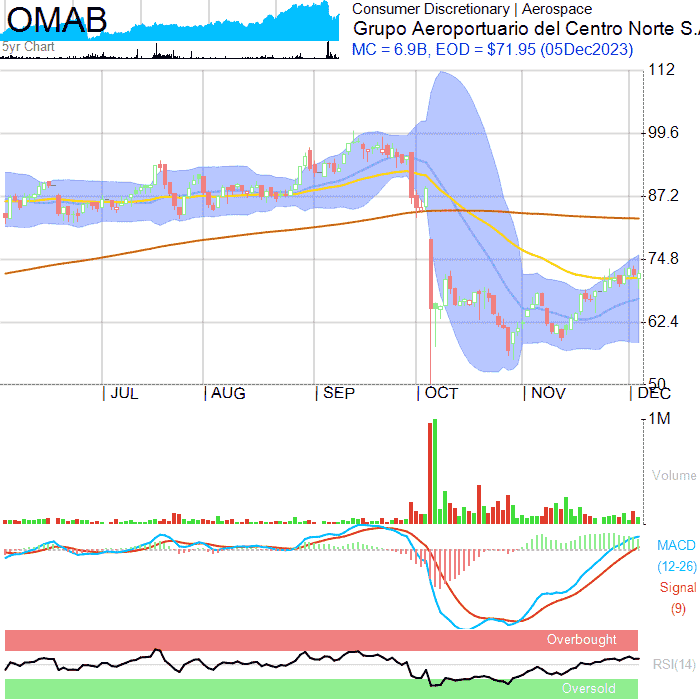 OMAB
5yr Chart
Consumer Discretionary | Aerospace
Grupo Aeroportuario del Centro Norte S.A
MC = 6.9B, EOD = $71.95 (05Dec2023)
112
99.6
87.2
74.8
62.4
50
JUL
AUG
SEP
OCT
NOV
DEC
1M
Volume
MACD
(12-26)
Signal
(9)
Overbought
RSI(14)
Oversold